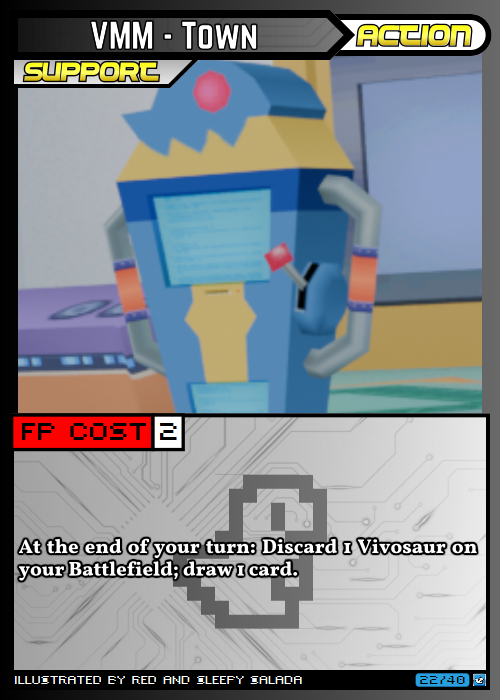 VMM - Town
ACTION
SUPPORT
FP COST 2
At the end of your turn: Discard 1 Vivosaur on
your Battlefield; draw 1 card.
ILLUSTRATED BY RED AND SLEEPY SALADA
22/40